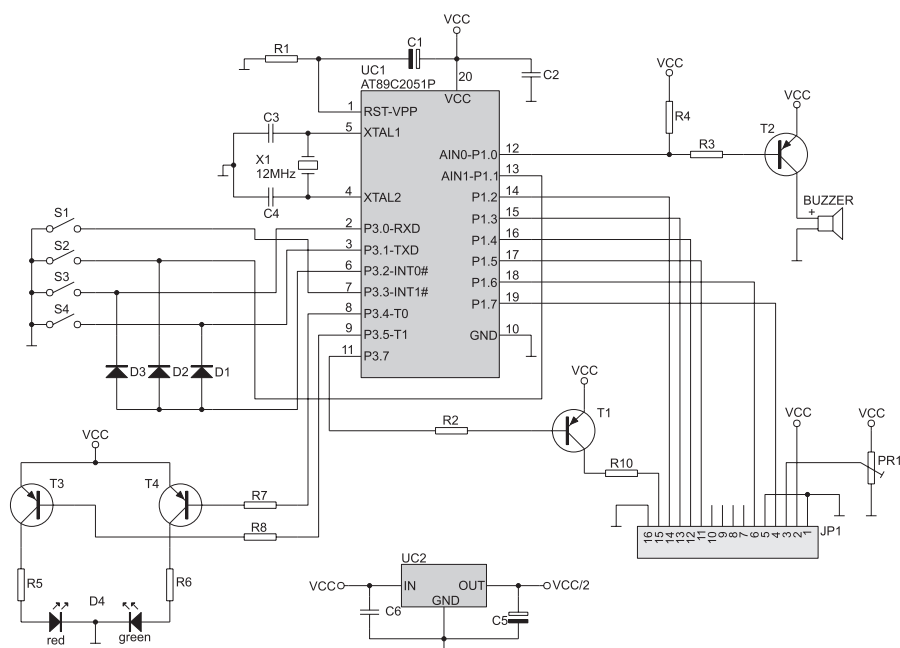 VCC
R1
C1
UC1
AT89C2051P
20
VCC
C2
VCC
1 RST-VPP
C3
5 XTAL1
X1
12MHz
4 XTAL2
C4
R4
VCC
T2
AIN0-P1.0 12
R3
AIN1-P1.1 13
P1.2 14
P1.3 15
P1.4 16
P1.5 17
P1.6 18
P1.7 19
GND 10
BUZZER
+
S1
S2
S3
S4
2 P3.0-RXD
3 P3.1-TXD
6 P3.2-INT0#
7 P3.3-INT1#
8 P3.4-T0
9 P3.5-T1
11 P3.7
D3
D2
D1
VCC
T1
R2
R10
VCC
VCC
PR1
JP1
16 15 14 13 12 11 10 9 8 7 6 5 4 3 2 1
VCC
T3
T4
R7
R8
R5
R6
D4
red
green
UC2
VCC
IN
OUT
GND
VCC/2
C6
C5